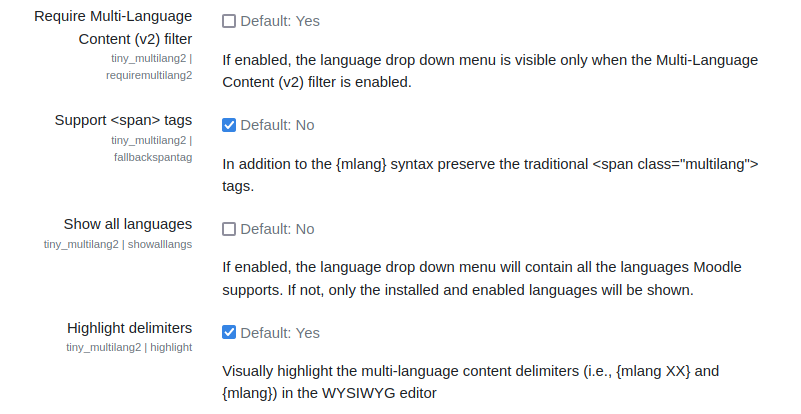 Require Multi-Language
Content (v2) filter
tiny_multilang2 |
requiremultilang2
Default: Yes
If enabled, the language drop down menu is visible only when the Multi-Language
Content (v2) filter is enabled.
Support <span> tags
tiny_multilang2 |
fallbackspantag
Default: No
In addition to the {mlang} syntax preserve the traditional <span class="multilang">
tags.
Show all languages
tiny_multilang2 | showalllangs
Default: No
If enabled, the language drop down menu will contain all the languages Moodle
supports. If not, only the installed and enabled languages will be shown.
Highlight delimiters
tiny_multilang2 | highlight
Default: Yes
Visually highlight the multi-language content delimiters (i.e., {mlang XX} and
{mlang}) in the WYSIWYG editor